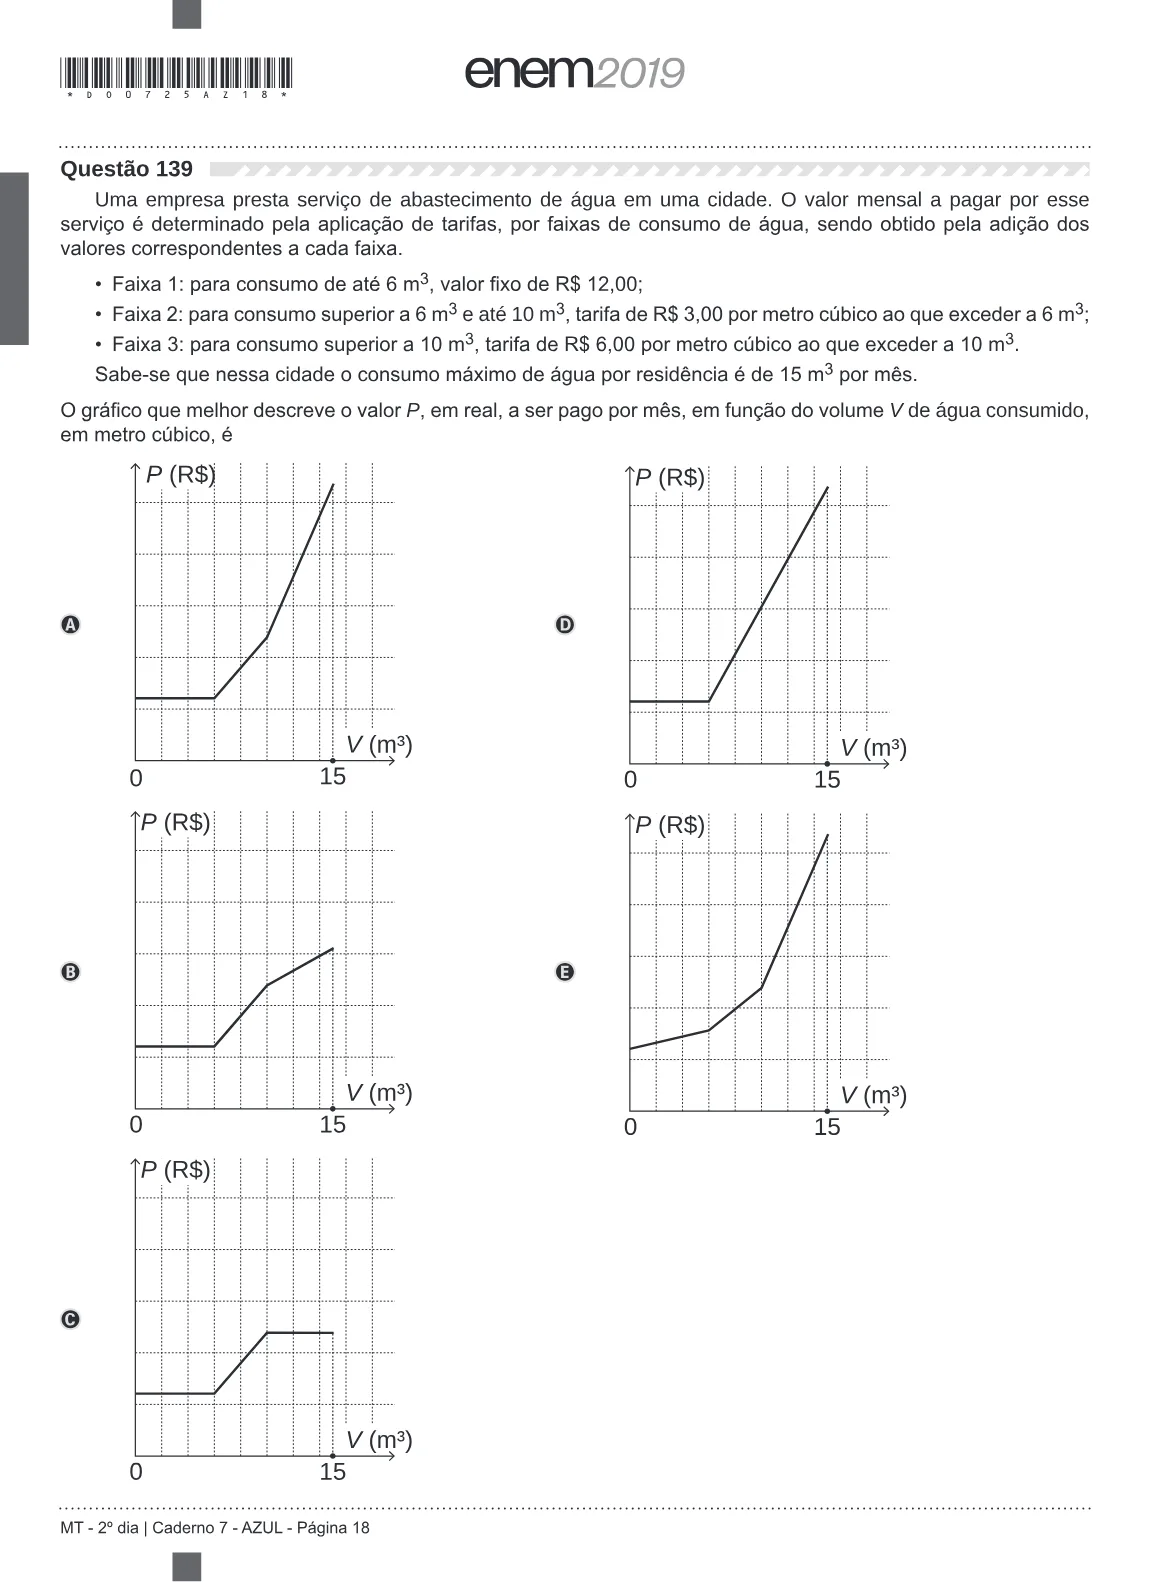 *D00725AZ18*
enem2019
Questão 139
Uma empresa presta serviço de abastecimento de água em uma cidade. O valor mensal a pagar por esse
serviço é determinado pela aplicação de tarifas, por faixas de consumo de água, sendo obtido pela adição dos
valores correspondentes a cada faixa.
• Faixa 1: para consumo de até 6 m³, valor fixo de R$ 12,00;
• Faixa 2: para consumo superior a 6 m³ e até 10 m³, tarifa de R$ 3,00 por metro cúbico ao que exceder a 6 m³;
• Faixa 3: para consumo superior a 10 m³, tarifa de R$ 6,00 por metro cúbico ao que exceder a 10 m³.
Sabe-se que nessa cidade o consumo máximo de água por residência é de 15 m³ por mês.
O gráfico que melhor descreve o valor P, em real, a ser pago por mês, em função do volume V de água consumido,
em metro cúbico, é
A
P (R$)
V (m³)
0
15
B
P (R$)
V (m³)
0
15
C
P (R$)
V (m³)
0
15
D
P (R$)
V (m³)
0
15
E
P (R$)
V (m³)
0
15
MT - 2º dia | Caderno 7 - AZUL - Página 18